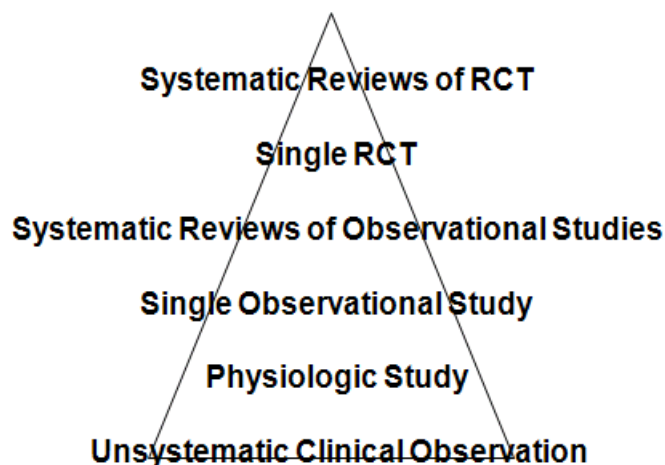 Systematic Reviews of RCT
Single RCT
Systematic Reviews of Observational Studies
Single Observational Study
Physiologic Study
Unsystematic Clinical Observation